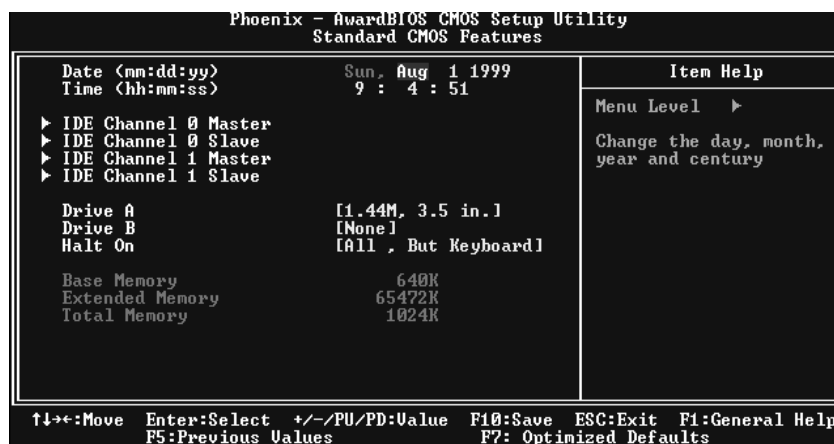 Phoenix - AwardBIOS CMOS Setup Utility
Standard CMOS Features
Date (mm:dd:yy) Sun, Aug 1 1999
Time (hh:mm:ss) 9 : 4 : 51
▶ IDE Channel 0 Master
▶ IDE Channel 0 Slave
▶ IDE Channel 1 Master
▶ IDE Channel 1 Slave
Drive A [1.44M, 3.5 in.]
Drive B [None]
Halt On [All , But Keyboard]
Base Memory 640K
Extended Memory 65472K
Total Memory 1024K
Item Help
Menu Level ▶
Change the day, month,
year and century
↑↓→←:Move Enter:Select +/-/PU/PD:Value F10:Save ESC:Exit F1:General Help
F5:Previous Values F7: Optimized Defaults